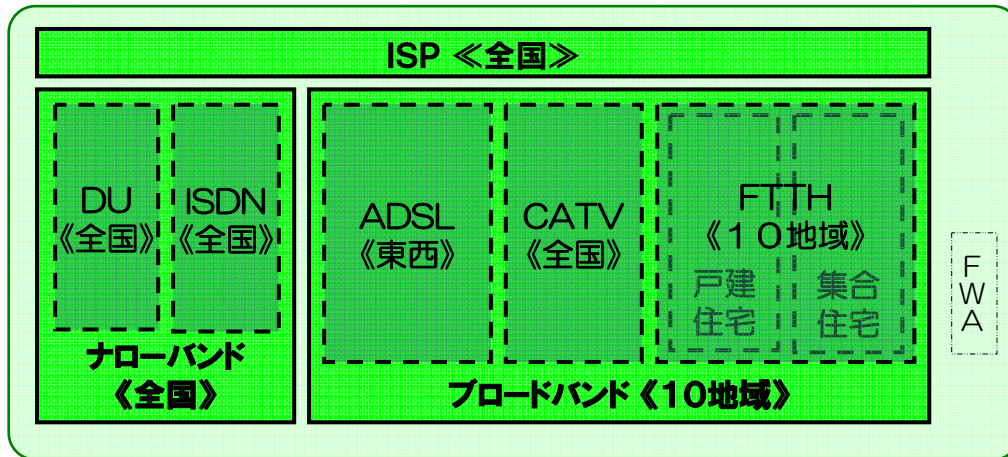 ISP ≪全国≫
DU
《全国》
ISDN
《全国》
ナローバンド
《全国》
ADSL
《東西》
CATV
《全国》
FTTH
《10地域》
戸建
住宅
集合
住宅
ブロードバンド《10地域》
F
W
A